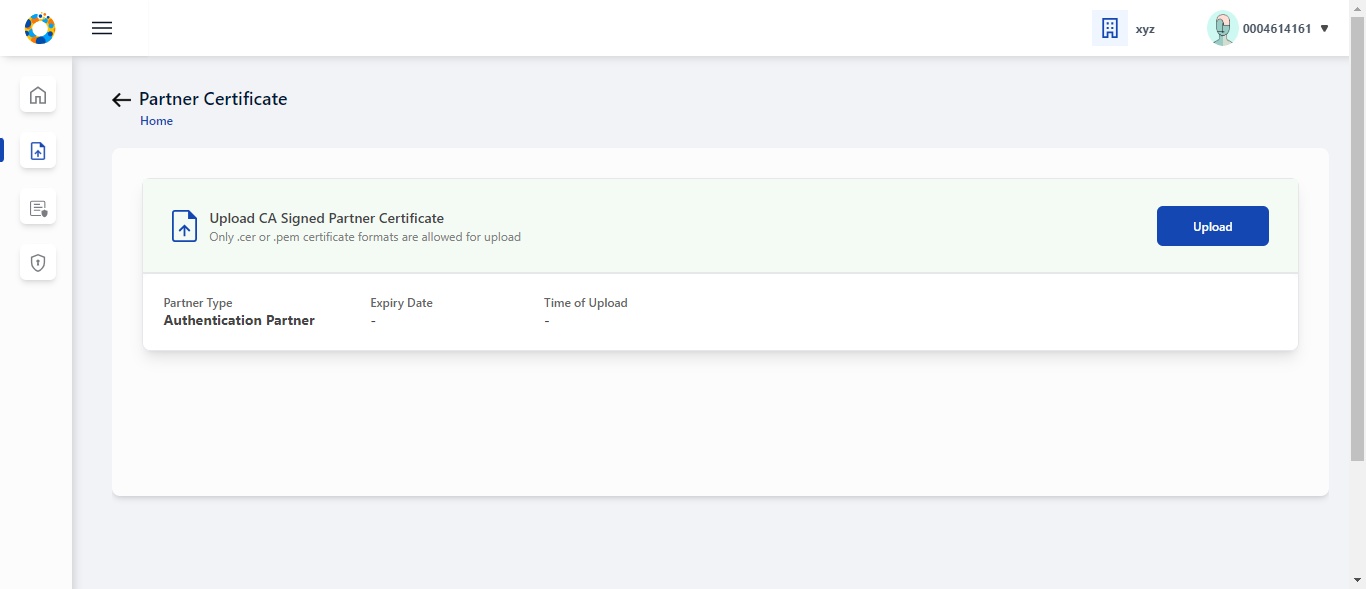 xyz
0004614161 ▼
Partner Certificate
Home
Upload CA Signed Partner Certificate
Only .cer or .pem certificate formats are allowed for upload
Upload
Partner Type
Authentication Partner
Expiry Date
-
Time of Upload
-